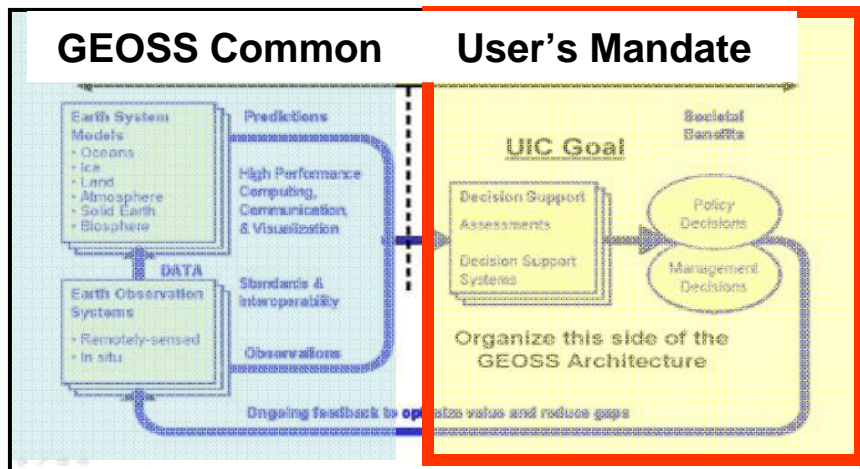 GEOSS Common User's Mandate
Earth System
Models
• Oceans
• Ice
• Land
• Atmosphere
• Solid Earth
• Biosphere
Predictions
High Performance
Computing,
Communication,
& Visualization
DATA
Standards &
Interoperability
Earth Observation
Systems
• Remotely-sensed
• In situ
Observations
UIC Goal
Societal
Benefits
Decision Support
Assessments
Decision Support
Systems
Policy
Decisions
Management
Decisions
Organize this side of the
GEOSS Architecture
Ongoing feedback to optimize value and reduce gaps